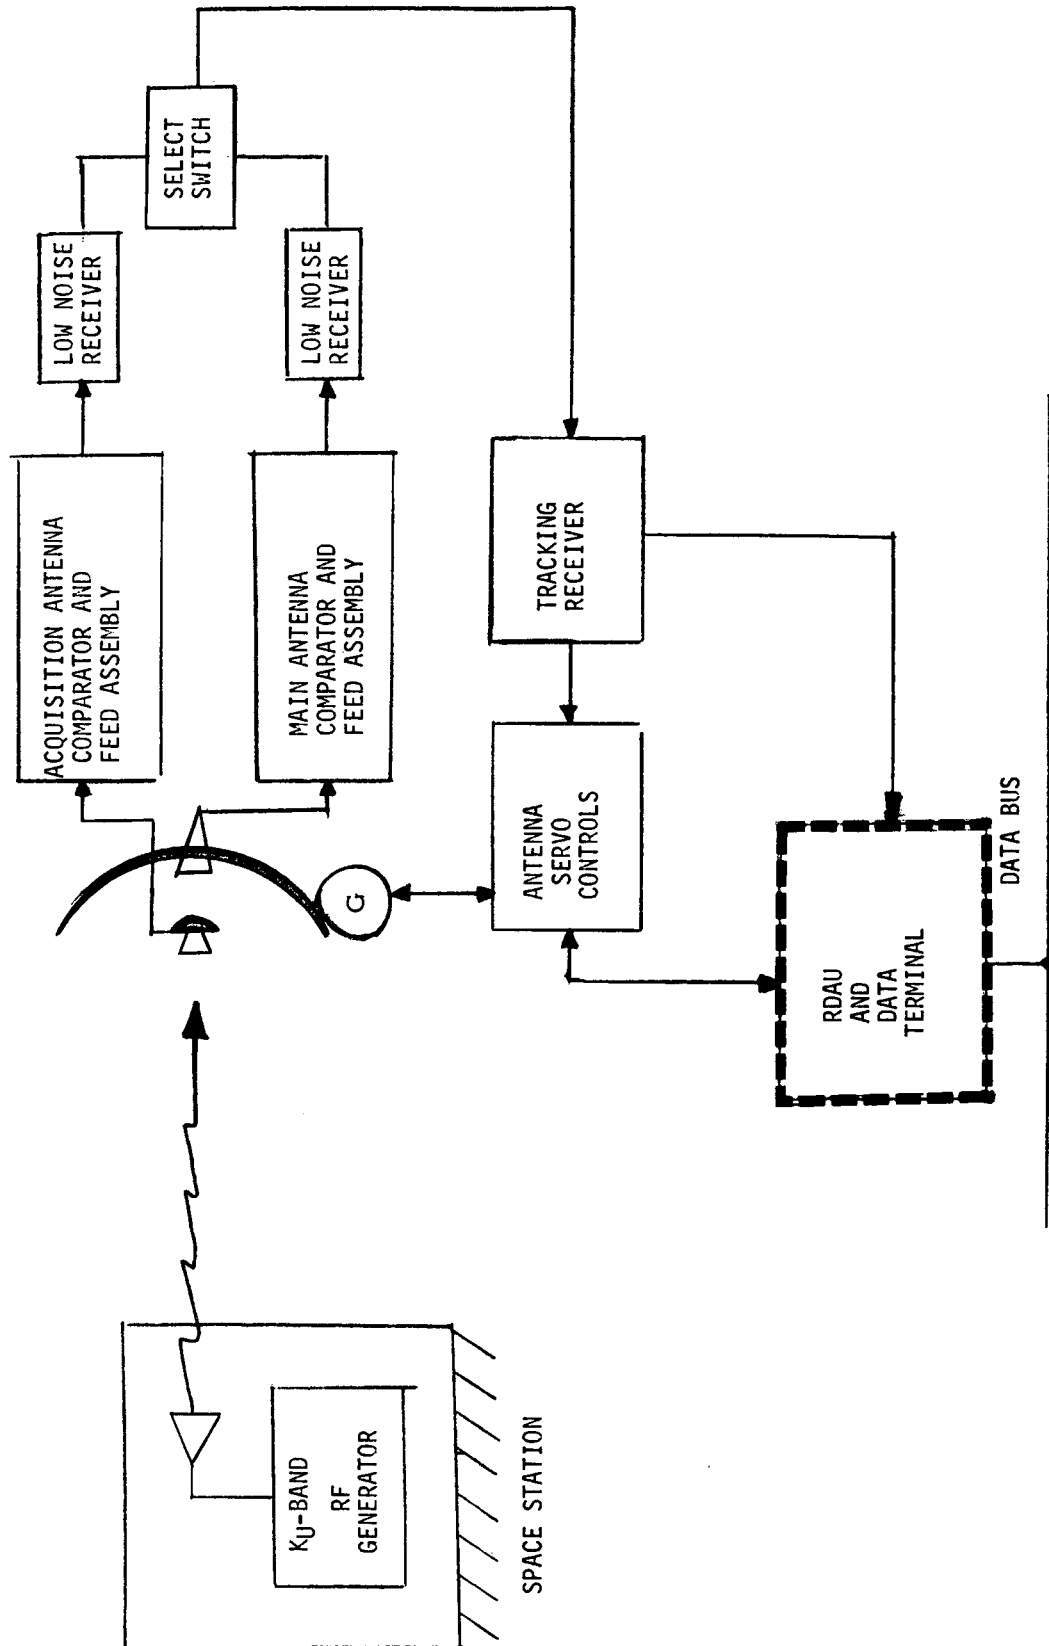 ACQUISITION ANTENNA
COMPARATOR AND
FEED ASSEMBLY
LOW NOISE
RECEIVER
SELECT
SWITCH
MAIN ANTENNA
COMPARATOR AND
FEED ASSEMBLY
LOW NOISE
RECEIVER
KU-BAND
RF
GENERATOR
SPACE STATION
G
ANTENNA
SERVO
CONTROLS
TRACKING
RECEIVER
RDAU
AND
DATA
TERMINAL
DATA BUS